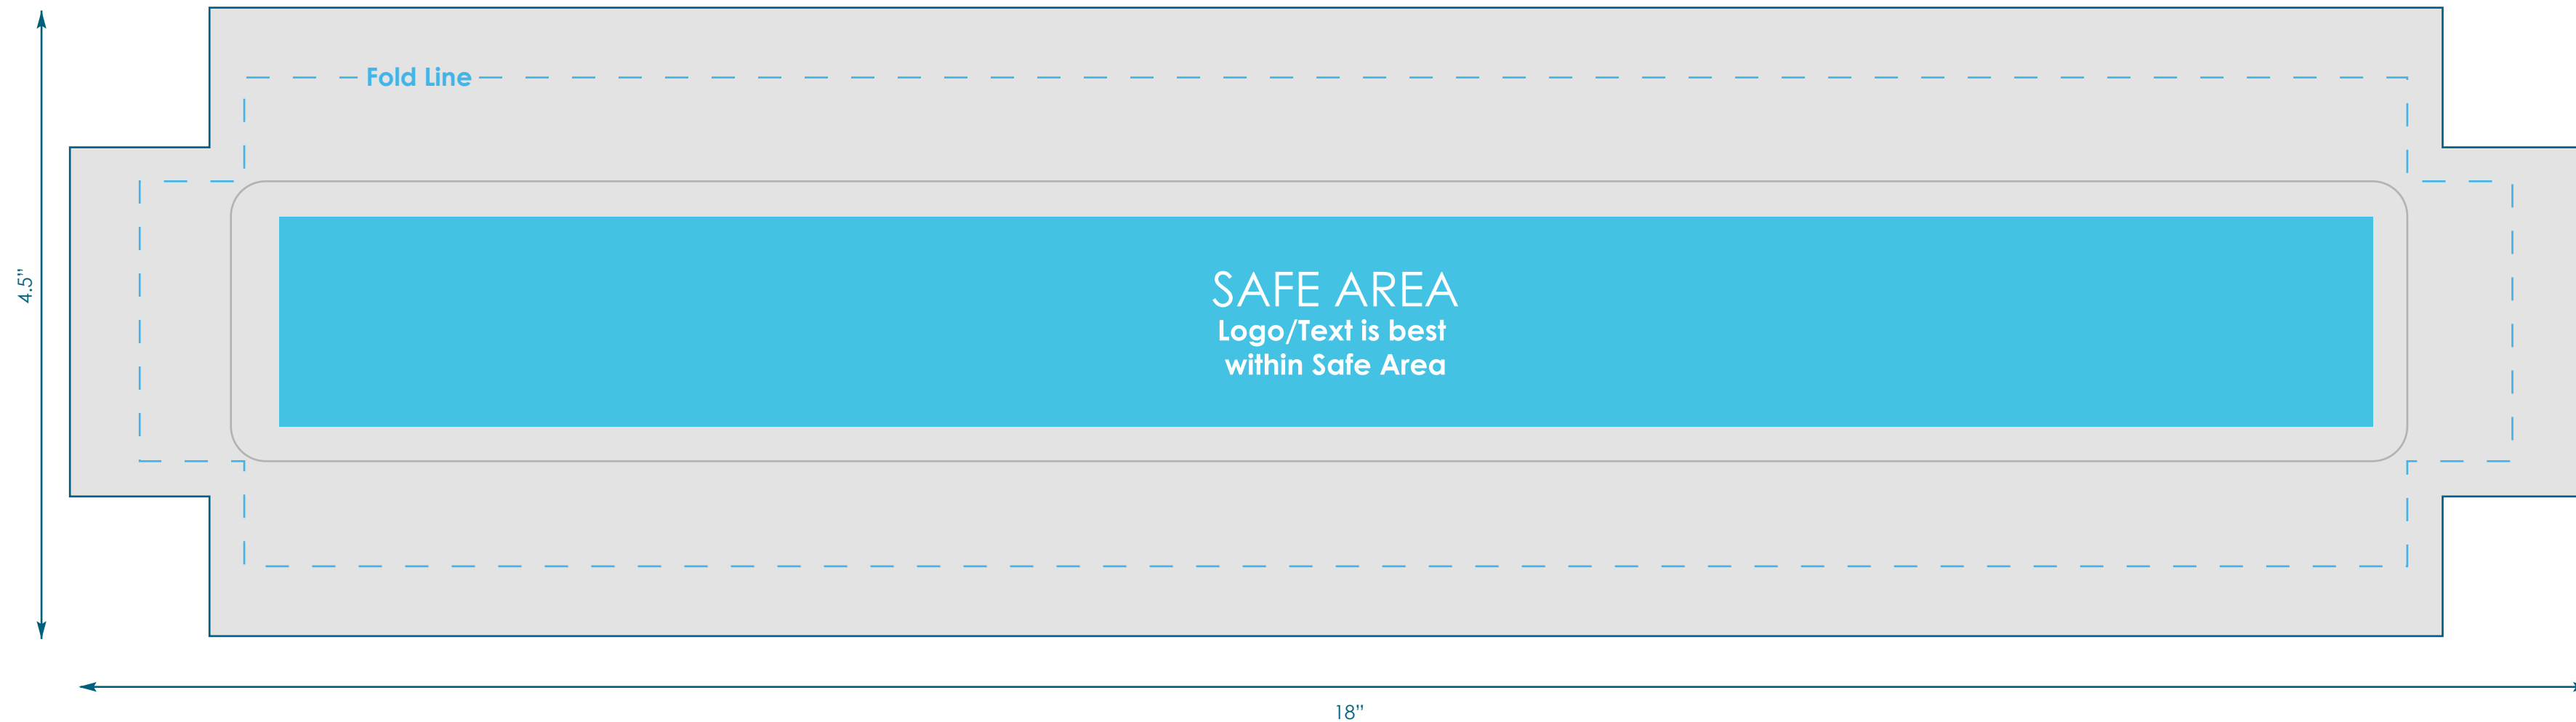 Fold Line
4.5”
SAFE AREA
Logo/Text is best
within Safe Area
18”